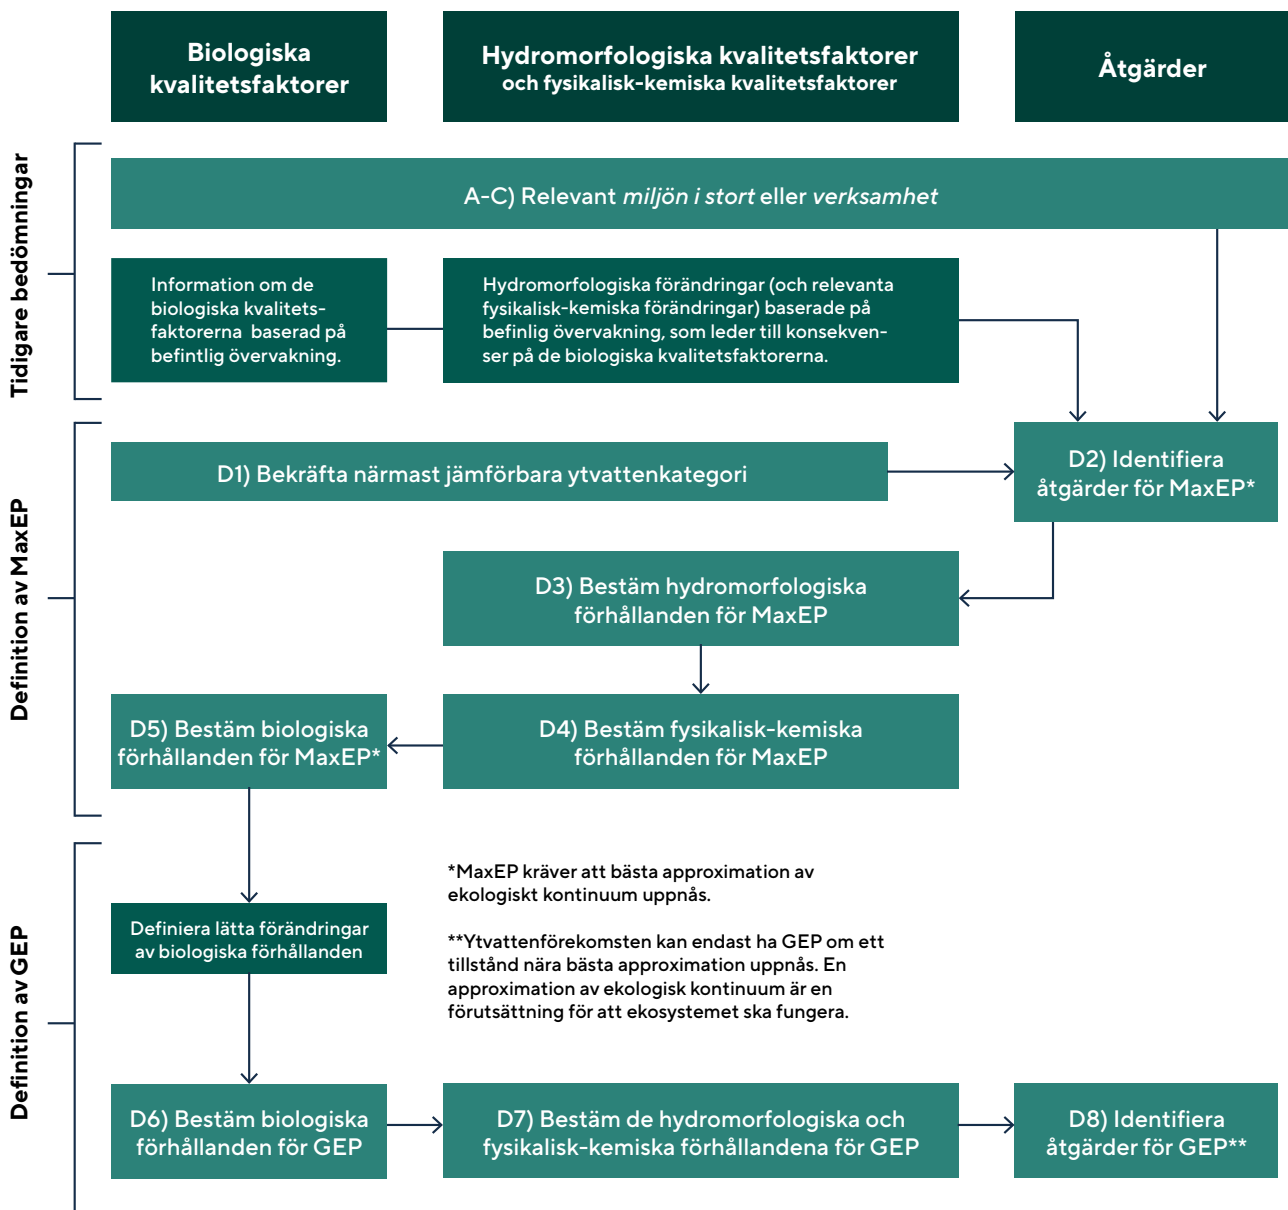 Biologiska
kvalitetsfaktorer
Hydromorfologiska kvalitetsfaktorer
och fysikalisk-kemiska kvalitetsfaktorer
Åtgärder
Tidigare bedömningar
A-C) Relevant miljön i stort eller verksamhet
Information om de
biologiska kvalitets-
faktorerna baserad på
befintlig övervakning.
Hydromorfologiska förändringar (och relevanta
fysikalisk-kemiska förändringar) baserade på
befinlig övervakning, som leder till konsekven-
ser på de biologiska kvalitetsfaktorerna.
Definition av MaxEP
D1) Bekräfta närmast jämförbara ytvattenkategori
D2) Identifiera
åtgärder för MaxEP*
D3) Bestäm hydromorfologiska
förhållanden för MaxEP
D5) Bestäm biologiska
förhållanden för MaxEP*
D4) Bestäm fysikalisk-kemiska
förhållanden för MaxEP
Definition av GEP
*MaxEP kräver att bästa approximation av
ekologiskt kontinuum uppnås.
Definiera lätta förändringar
av biologiska förhållanden
**Ytvattenförekomsten kan endast ha GEP om ett
tillstånd nära bästa approximation uppnås. En
approximation av ekologisk kontinuum är en
förutsättning för att ekosystemet ska fungera.
D6) Bestäm biologiska
förhållanden för GEP
D7) Bestäm de hydromorfologiska och
fysikalisk-kemiska förhållandena för GEP
D8) Identifiera
åtgärder för GEP**